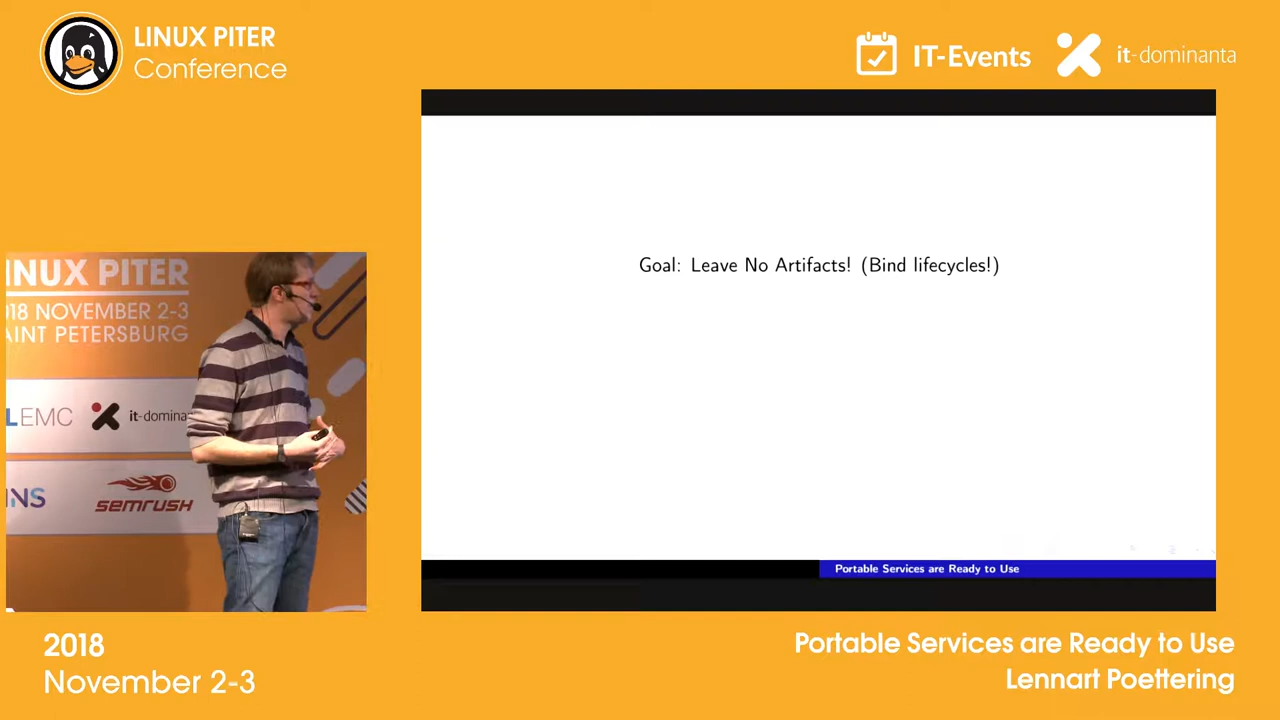 LINUX PITER
Conference
IT-Events
it-dominanta
Goal: Leave No Artifacts! (Bind lifecycles!)
Portable Services are Ready to Use
INUX PITER
18 NOVEMBER 2-3
AINT PETERSBURG
LEMC
it-domina
NS
semrush
2018
November 2-3
Portable Services are Ready to Use
Lennart Poettering